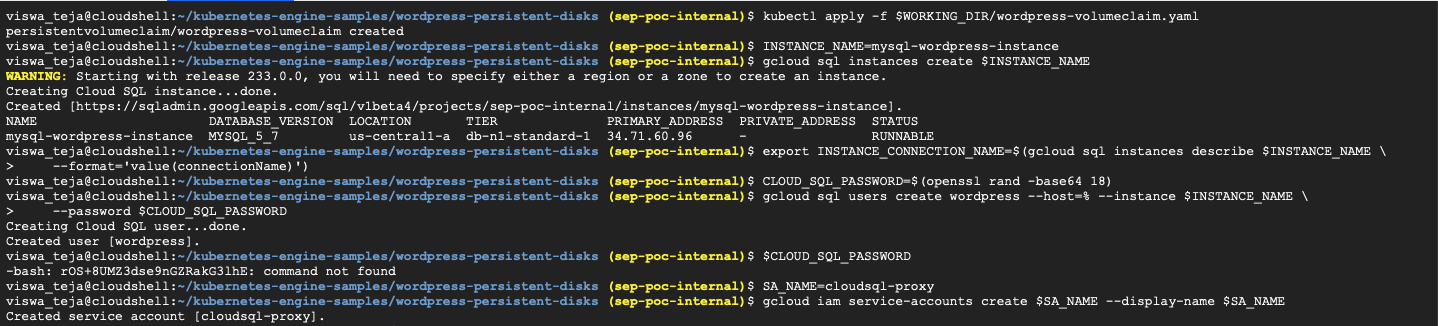 viswa_teja@cloudshell:~/kubernetes-engine-samples/wordpress-persistent-disks (sep-poc-internal)$ kubectl apply -f $WORKING_DIR/wordpress-volumeclaim.yaml
persistentvolumeclaim/wordpress-volumeclaim created
viswa_teja@cloudshell:~/kubernetes-engine-samples/wordpress-persistent-disks (sep-poc-internal)$ INSTANCE_NAME=mysql-wordpress-instance
viswa_teja@cloudshell:~/kubernetes-engine-samples/wordpress-persistent-disks (sep-poc-internal)$ gcloud sql instances create $INSTANCE_NAME
WARNING: Starting with release 233.0.0, you will need to specify either a region or a zone to create an instance.
Creating Cloud SQL instance...done.
Created [https://sqladmin.googleapis.com/sql/v1beta4/projects/sep-poc-internal/instances/mysql-wordpress-instance].
NAME DATABASE_VERSION LOCATION TIER PRIMARY_ADDRESS PRIVATE_ADDRESS STATUS
mysql-wordpress-instance MYSQL_5_7 us-central1-a db-n1-standard-1 34.71.60.96 - RUNNABLE
viswa_teja@cloudshell:~/kubernetes-engine-samples/wordpress-persistent-disks (sep-poc-internal)$ export INSTANCE_CONNECTION_NAME=$(gcloud sql instances describe $INSTANCE_NAME \
> --format='value(connectionName)')
viswa_teja@cloudshell:~/kubernetes-engine-samples/wordpress-persistent-disks (sep-poc-internal)$ CLOUD_SQL_PASSWORD=$(openssl rand -base64 18)
viswa_teja@cloudshell:~/kubernetes-engine-samples/wordpress-persistent-disks (sep-poc-internal)$ gcloud sql users create wordpress --host=% --instance $INSTANCE_NAME \
> --password $CLOUD_SQL_PASSWORD
Creating Cloud SQL user...done.
Created user [wordpress].
viswa_teja@cloudshell:~/kubernetes-engine-samples/wordpress-persistent-disks (sep-poc-internal)$ $CLOUD_SQL_PASSWORD
-bash: rOS+8UMZ3dse9nGZRakG3lhE: command not found
viswa_teja@cloudshell:~/kubernetes-engine-samples/wordpress-persistent-disks (sep-poc-internal)$ SA_NAME=cloudsql-proxy
viswa_teja@cloudshell:~/kubernetes-engine-samples/wordpress-persistent-disks (sep-poc-internal)$ gcloud iam service-accounts create $SA_NAME --display-name $SA_NAME
Created service account [cloudsql-proxy].